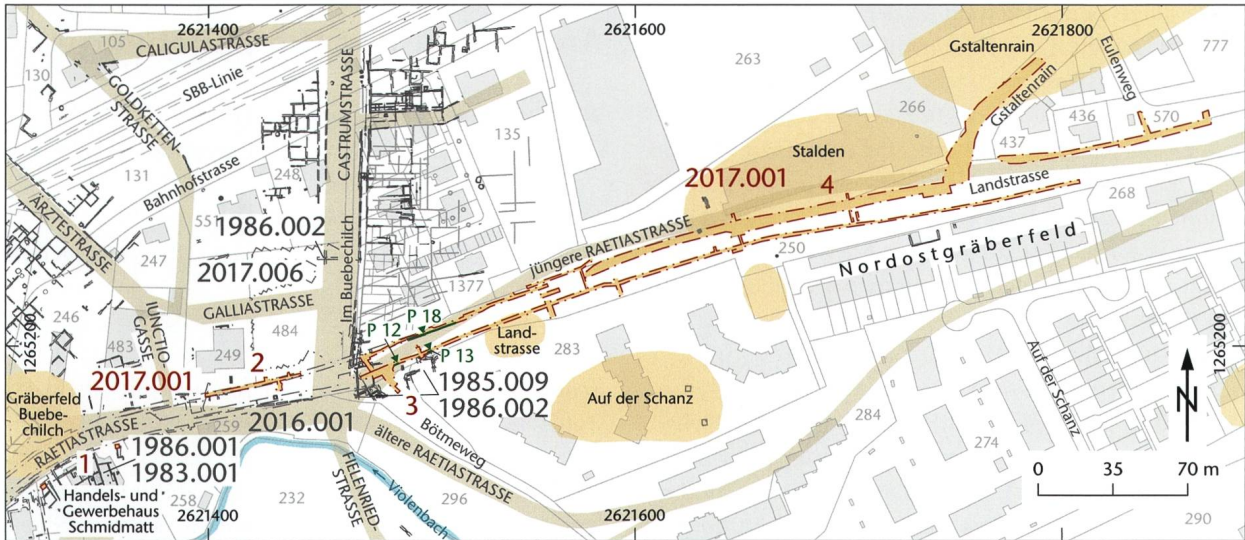 2621400
2621600
2621800
105
CALIGULASTRASSE
130
GOLDKETTEN-
STRASSE
SBB-Linie
CASTRUMSTRASSE
263
Gstaltenrain
Eulenweg
777
266
Gstaltenrain
436
570
437
135
Stalden
131
Bahnhofstrasse
248
2017.001
4
Landstrasse
268
ÄRZTESTRASSE
551
1986.002
jüngere RAETIASTRASSE
250
Nordostgräberfeld
247
2017.006
Im Buebechilch
1377
GALLIASTRASSE
246
JUNCTIO
GASSE
484
P 18
P 12
Land-
strasse
283
1265200
1265200
483
249
2
P 13
2017.001
1985.009
1986.002
3
Auf der Schanz
Auf der Schanz
Gräberfeld
Buebe-
chilch
RAETIASTRASSE
259
2016.001
Bötmeweg
284
274
N
1
1986.001
1983.001
ältere RAETIASTRASSE
0
35
70 m
Handels- und
Gewerbehaus
Schmidmatt
258
2621400
232
FIELENRIED-
STRASSE
Violenbach
296
2621600
290